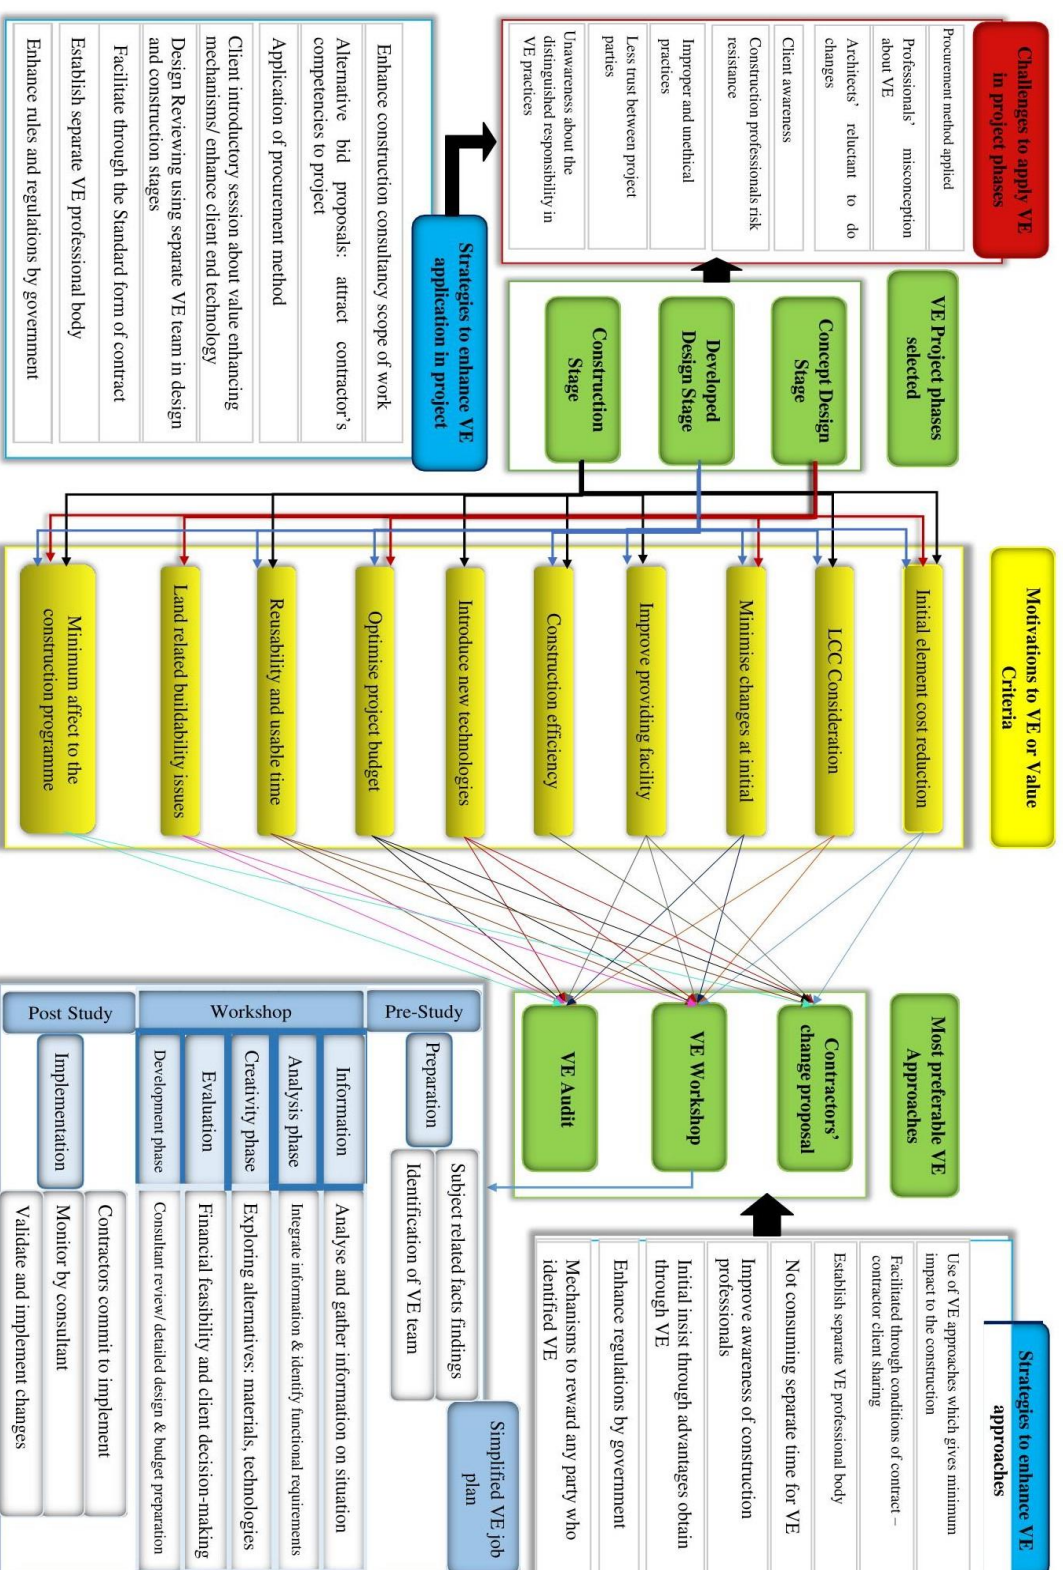 Challenges to apply VE
in project phases
Procurement method applied
Professionals' misconception
about VE
Architects' reluctant to do
changes
Client awareness
Construction professionals risk
resistance
Improper and unethical
practices
Less trust between project
parties
Unawareness about the
distinguished responsibility in
VE practices
VE Project phases
selected
Concept Design
Stage
Developed
Design Stage
Construction
Stage
Strategies to enhance VE
application in project
Enhance construction consultancy scope of work
Alternative bid proposals: attract contractor's
competencies to project
Application of procurement method
Client introductory session about value enhancing
mechanisms/ enhance client end technology
Design Reviewing using separate VE team in design
and construction stages
Facilitate through the Standard form of contract
Establish separate VE professional body
Enhance rules and regulations by government
Motivations to VE or Value
Criteria
Initial element cost reduction
LCC Consideration
Minimise changes at initial
Improve providing facility
Construction efficiency
Introduce new technologies
Optimise project budget
Reusability and usable time
Land related buildability issues
Minimum affect to the
construction programme
Most preferable VE
Approaches
Contractors'
change proposal
VE Workshop
VE Audit
Strategies to enhance VE
approaches
Use of VE approaches which gives minimum
impact to the construction
Facilitated through conditions of contract –
contractor client sharing
Establish separate VE professional body
Not consuming separate time for VE
Improve awareness of construction
professionals
Initial insist through advantages obtain
through VE
Enhance regulations by government
Mechanisms to reward any party who
identified VE
Simplified VE job
plan
Pre-Study
Preparation
Subject related facts findings
Identification of VE team
Workshop
Information
Analyse and gather information on situation
Analysis phase
Integrate information & identify functional requirements
Creativity phase
Exploring alternatives: materials, technologies
Evaluation
Financial feasibility and client decision-making
Development phase
Consultant review/ detailed design & budget preparation
Post Study
Implementation
Contractors commit to implement
Monitor by consultant
Validate and implement changes